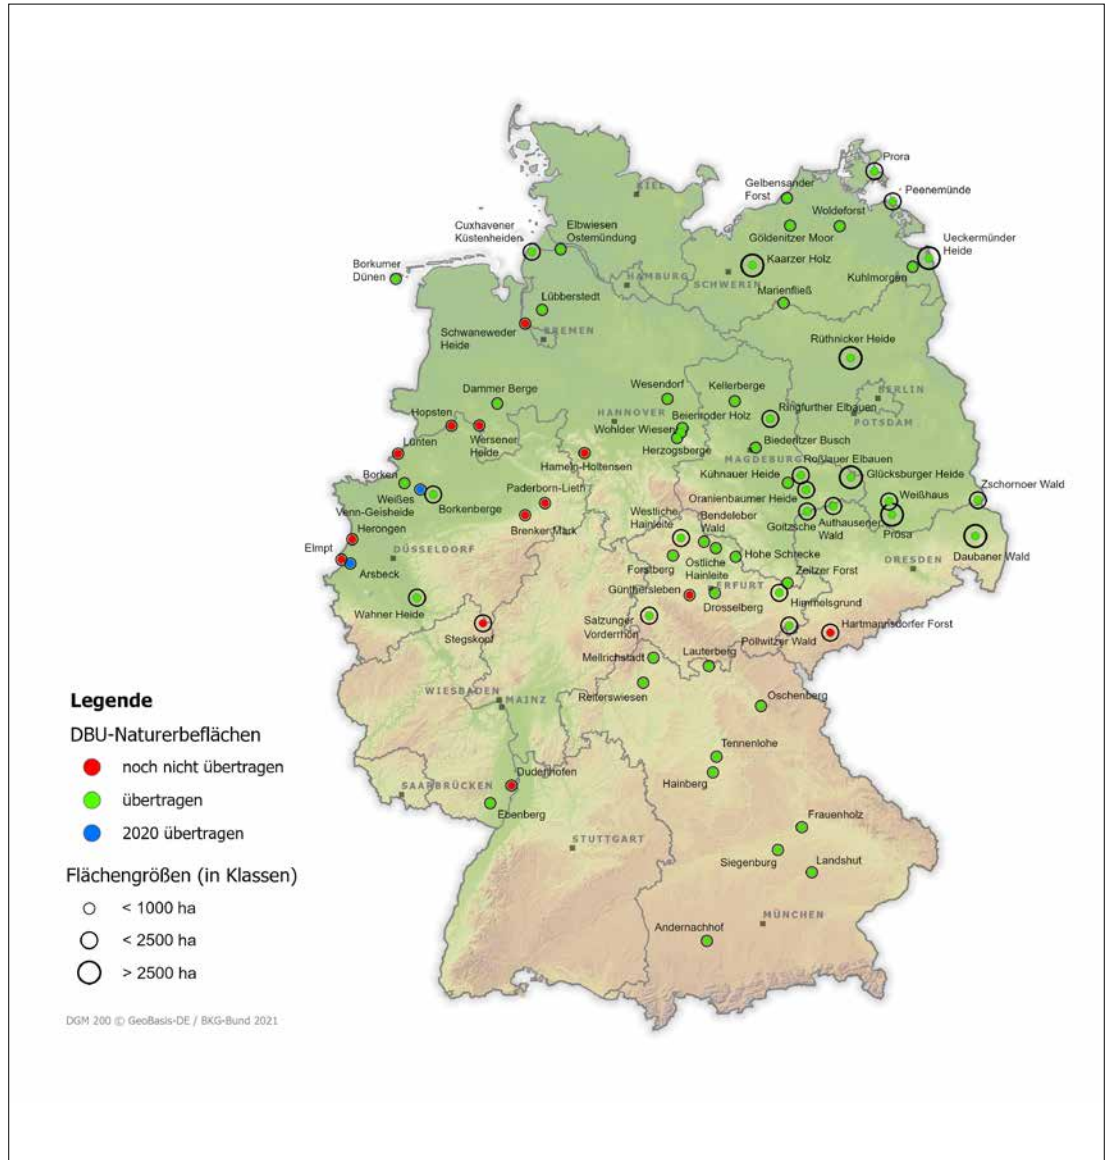 Prora
Gelbensander
Forst
Peenemünde
Woldeforst
KIEL
Cuxhavener
Küstenheiden
Elbwiesen
Ostemündung
Göldenitzer Moor
Ueckermünder
Heide
Kaarzer Holz
Borkumer
Dünen
HAMBURG
SCHWERIN
Kuhlmorgen
Marienfließ
Lübberstedt
Schwaneweder
Heide
BREMEN
Rüthnicker Heide
Dammer Berge
Wesendorf
Kellerberge
BERLIN
Hopsten
HANNOVER
Beienroder Holz
Ringfurther Elbauen
POTSDAM
Wohlder Wiesen
Lünten
Wersener
Heide
Herzogsberge
Biederitzer Busch
MAGDEBURG
Hameln-Holtensen
Roßlauer Elbauen
Borken
Kühnauer Heide
Glücksburger Heide
Zschornoer Wald
Weißes
Venn-Geisheide
Paderborn-Lieth
Oranienbaumer Heide
Weißhaus
Borkenberge
Westliche
Hainleite
Bendeleber
Wald
Goitzsche
Authausener
Wald
Prösa
Herongen
Brenker Mark
Elmpt
DÜSSELDORF
Hohe Schrecke
Daubaner Wald
Arsbeck
Forstberg
Östliche
Hainleite
Zeitzer Forst
DRESDEN
Günthersleben
ERFURT
Wahner Heide
Drosselberg
Himmelsgrund
Stegskopf
Salzunger
Vorderrhön
Pöllwitzer Wald
Hartmannsdorfer Forst
Mellrichstadt
Lauterberg
WIESBADEN
MAINZ
Reiterswiesen
Oschenberg
Tennenlohe
Dudenhofen
Hainberg
SAARBRÜCKEN
Ebenberg
Frauenholz
STUTTGART
Siegenburg
Landshut
MÜNCHEN
Andernachhof
Legende
DBU-Naturerbeflächen
noch nicht übertragen
übertragen
2020 übertragen
Flächengrößen (in Klassen)
< 1000 ha
< 2500 ha
> 2500 ha
DGM 200 © GeoBasis-DE / BKG-Bund 2021